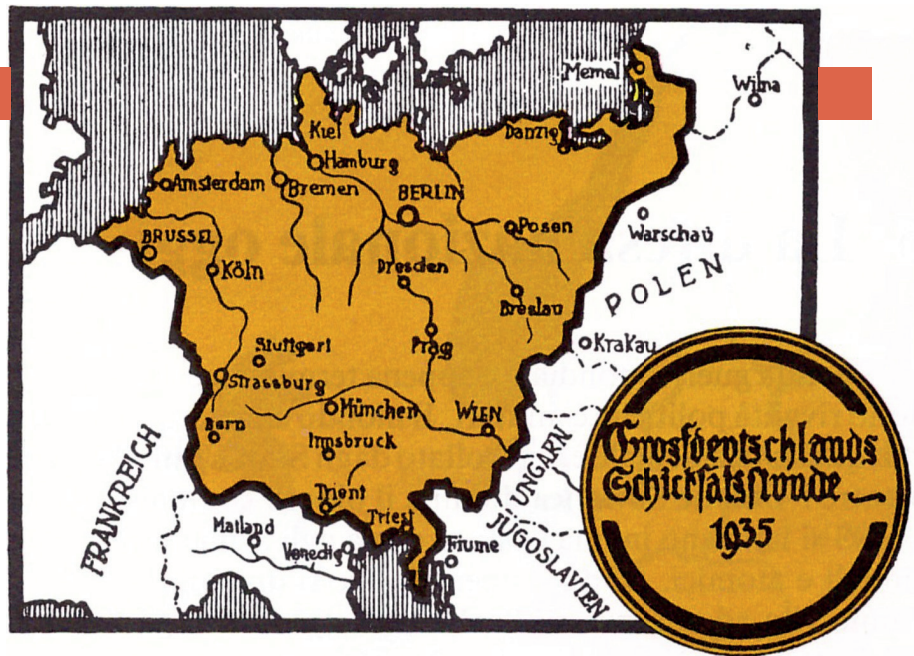 Memel
Wilna
Kiel
Danzig
Hamburg
Amsterdam
Bremen
BERLIN
Posen
Warschau
BRÜSSEL
Köln
Dresden
POLEN
Breslau
Stuttgart
Prag
Krakau
Strassburg
München
WIEN
Bern
Innsbruck
UNGARN
FRANKREICH
Trient
Triest
JUGOSLAVIEN
Mailand
Venedig
Fiume
Grosſdeutschlands
Schicksalsſtunde
1935